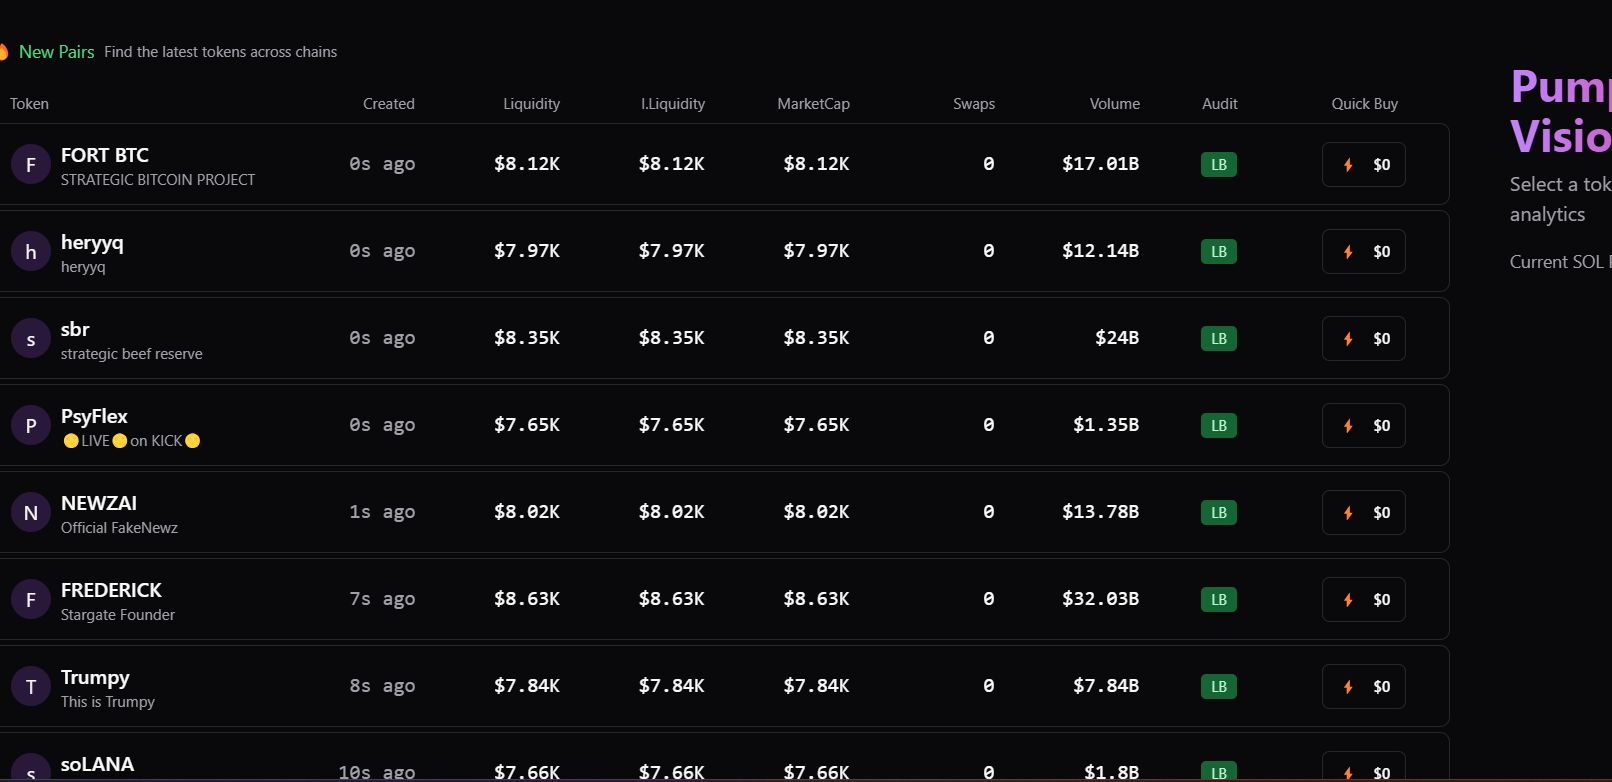 New Pairs Find the latest tokens across chains
Token Created Liquidity I.Liquidity MarketCap Swaps Volume Audit Quick Buy
F FORT BTC 0s ago $8.12K $8.12K $8.12K 0 $17.01B LB $0
STRATEGIC BITCOIN PROJECT
h heryyq 0s ago $7.97K $7.97K $7.97K 0 $12.14B LB $0
heryyq
s sbr 0s ago $8.35K $8.35K $8.35K 0 $24B LB $0
strategic beef reserve
P PsyFlex 0s ago $7.65K $7.65K $7.65K 0 $1.35B LB $0
🟡LIVE🟡on KICK🟡
N NEWZAI 1s ago $8.02K $8.02K $8.02K 0 $13.78B LB $0
Official FakeNewz
F FREDERICK 7s ago $8.63K $8.63K $8.63K 0 $32.03B LB $0
Stargate Founder
T Trumpy 8s ago $7.84K $7.84K $7.84K 0 $7.84B LB $0
This is Trumpy
s soLANA 10s ago $7.66K $7.66K $7.66K 0 $1.8B LB $0
Pump
Visio
Select a tok
analytics
Current SOL